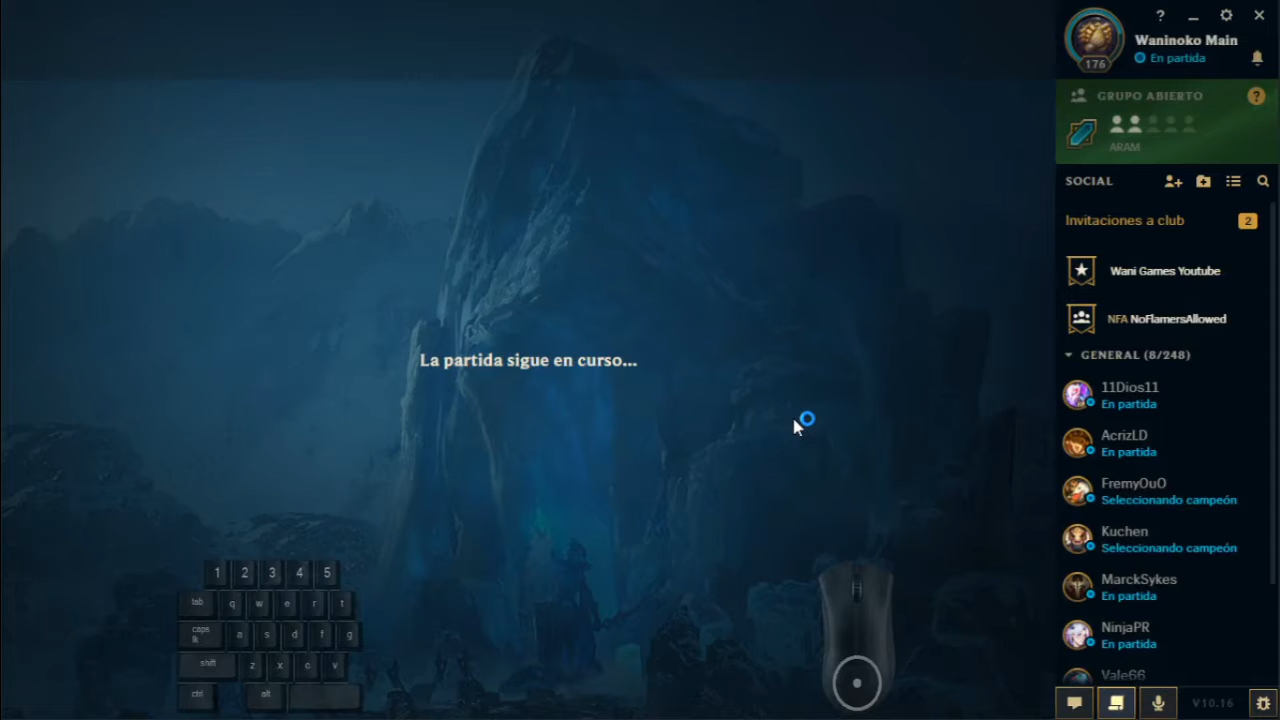 ?
Waninoko Main
176
En partida
GRUPO ABIERTO
?
ARAM
SOCIAL
Invitaciones a club
2
Wani Games Youtube
NFA NoFlamersAllowed
GENERAL (8/248)
La partida sigue en curso...
11Dios11
En partida
AcrizLD
En partida
FremyOuO
Seleccionando campeón
Kuchen
Seleccionando campeón
MarckSykes
En partida
NinjaPR
En partida
Vale66
V10.16
1 2 3 4 5
tab q w e r t
caps lk a s d f g
shift z x c v
ctrl alt